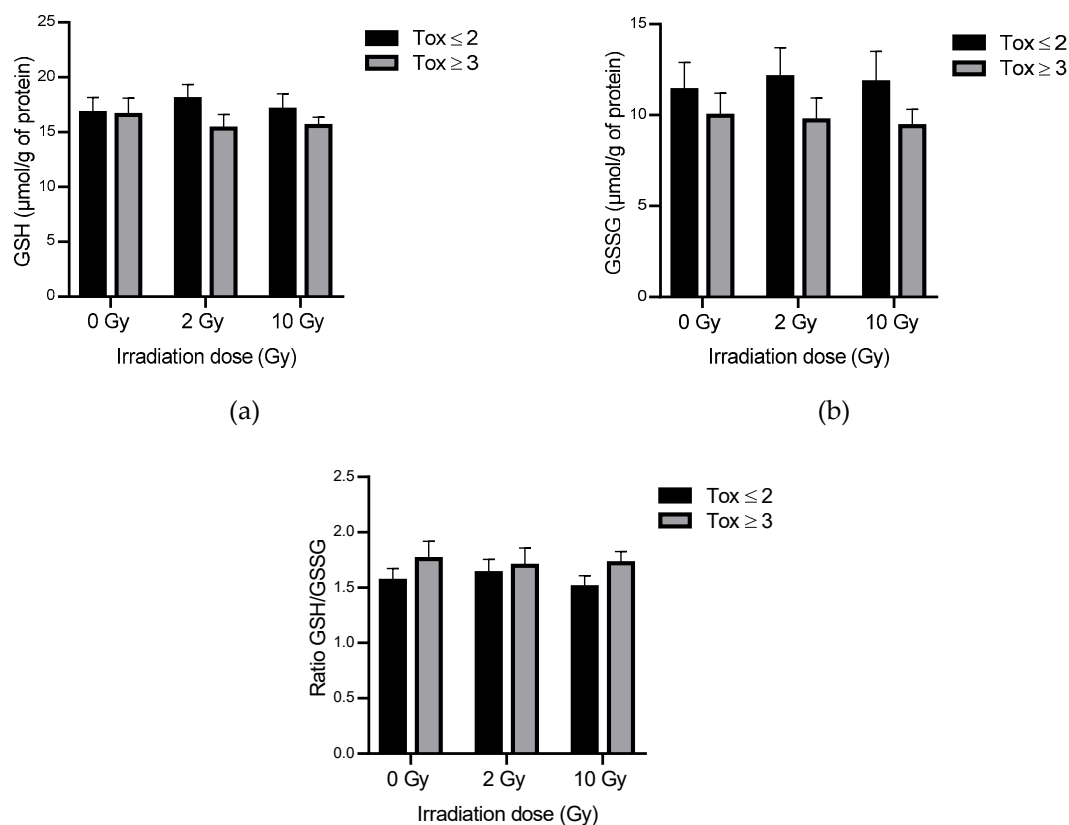 GSH (µmol/g of protein)
25
20
15
10
5
0
0 Gy
2 Gy
10 Gy
Irradiation dose (Gy)
Tox ≤ 2
Tox ≥ 3
(a)
GSSG (µmol/g of protein)
15
10
5
0
0 Gy
2 Gy
10 Gy
Irradiation dose (Gy)
Tox ≤ 2
Tox ≥ 3
(b)
Ratio GSH/GSSG
2.5
2.0
1.5
1.0
0.5
0.0
0 Gy
2 Gy
10 Gy
Irradiation dose (Gy)
Tox ≤ 2
Tox ≥ 3